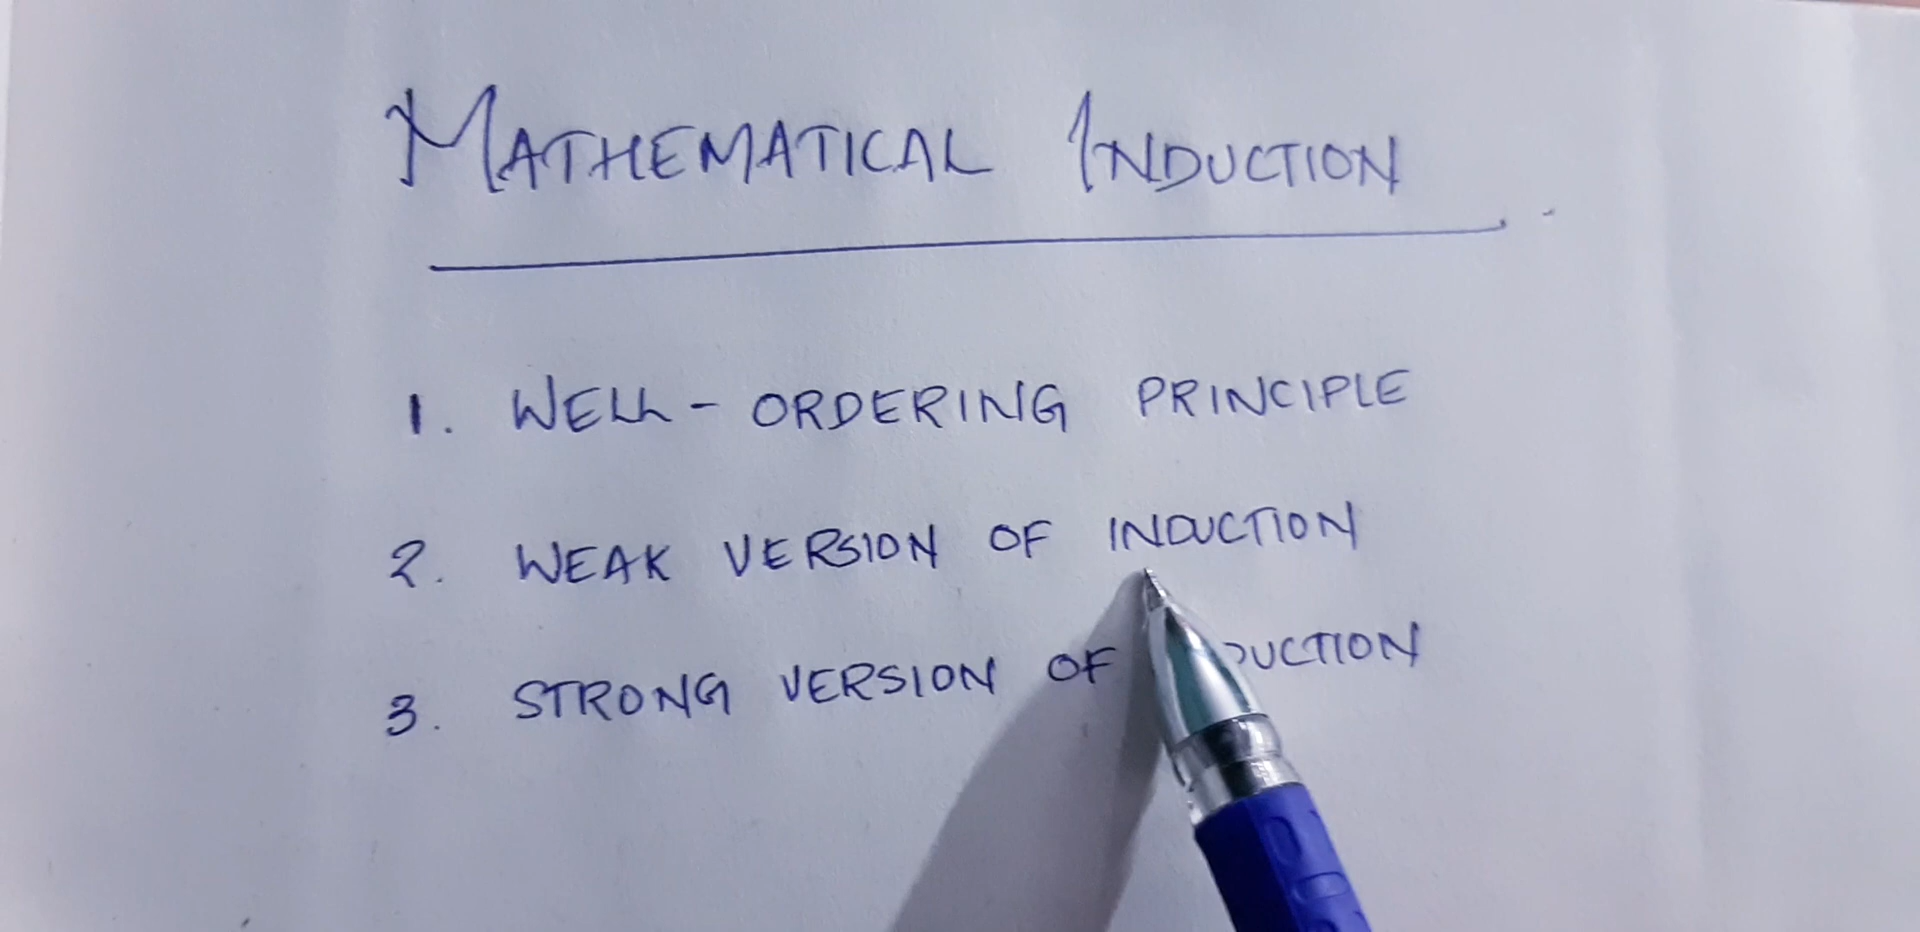 MATHEMATICAL INDUCTION
1. WELL-ORDERING PRINCIPLE
2. WEAK VERSION OF INDUCTION
3. STRONG VERSION OF